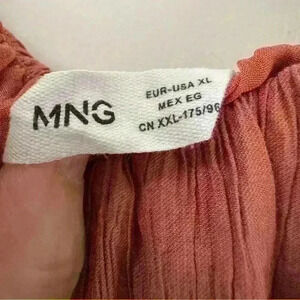 MNG
EUR-USA XL
MEX EG
CN XXL-175/96